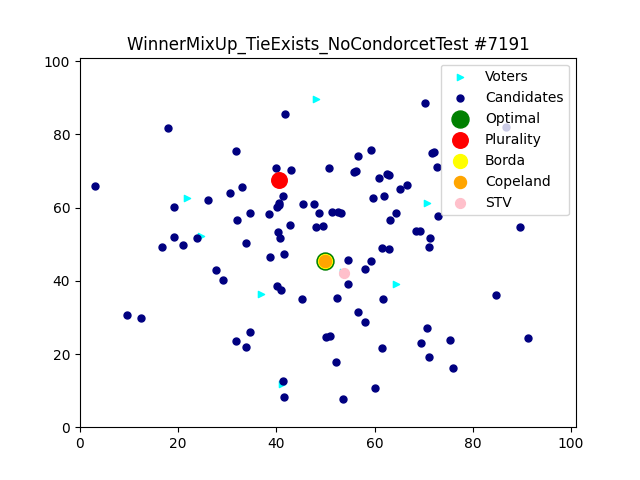 WinnerMixUp_TieExists_NoCondorcetTest #7191
100
80
60
40
20
0
0 20 40 60 80 100
Voters
Candidates
Optimal
Plurality
Borda
Copeland
STV